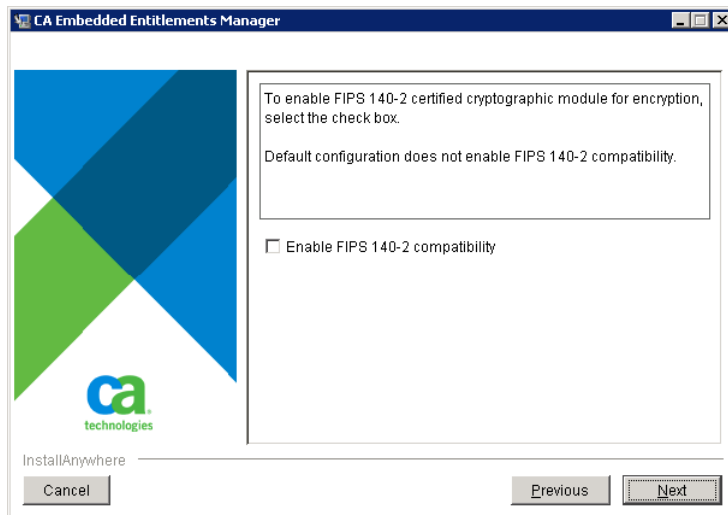 CA Embedded Entitlements Manager
To enable FIPS 140-2 certified cryptographic module for encryption,
select the check box.
Default configuration does not enable FIPS 140-2 compatibility.
Enable FIPS 140-2 compatibility
ca
technologies
InstallAnywhere
Cancel
Previous
Next